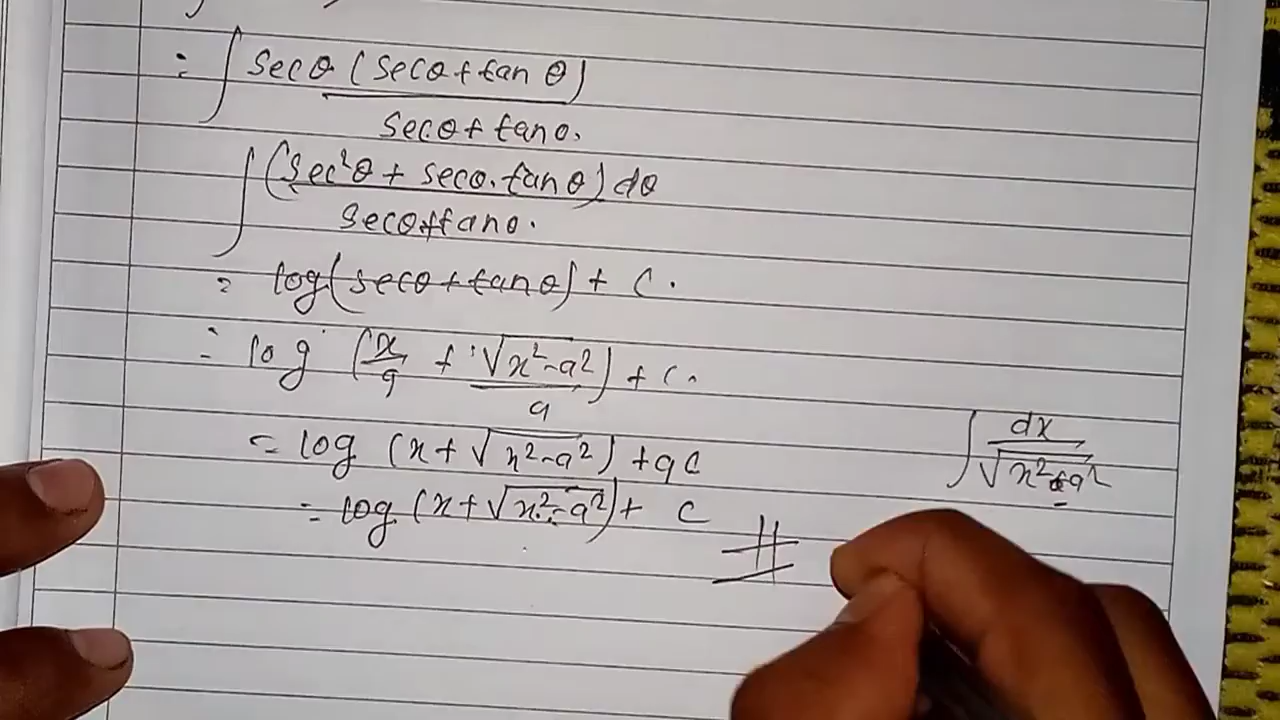 = ∫ secθ (secθ + tan θ) / secθ + tanθ.
∫ (sec²θ + secθ. tanθ) dθ / secθ + tanθ.
= log (secθ + tanθ) + C.
= log (x/a + √x²-a² / a) + C.
= log (x + √x²-a²) + aC
= log (x + √x²-a²) + C
∫ dx / √x²+a²